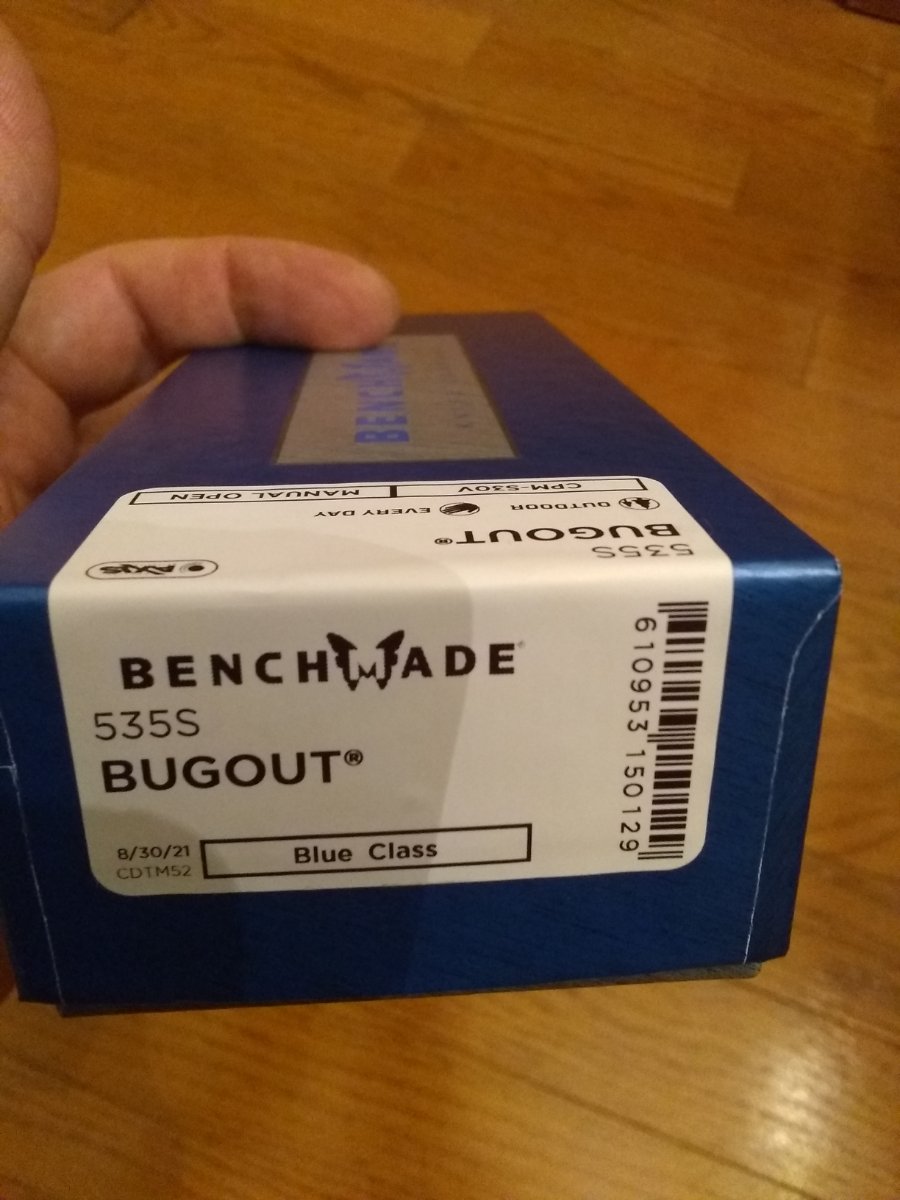 BENCHMADE
CPM-S30V MANUAL OPEN
OUTDOOR EVERY DAY
535S
BUGOUT®
AXIS
BENCHMADE®
535S
BUGOUT®
8/30/21
CDTM52
Blue Class
610953 150129